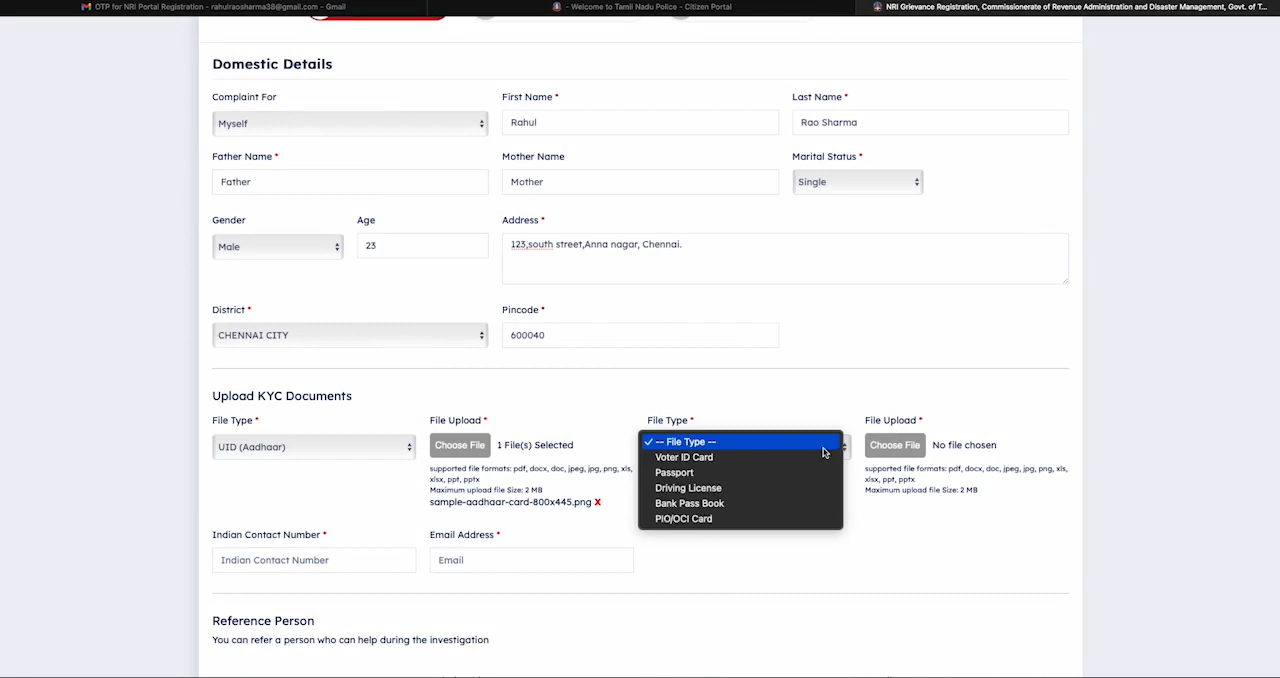 OTP for NRI Portal Registration - rahulraosharma38@gmail.com - Gmail
- Welcome to Tamil Nadu Police - Citizen Portal
NRI Grievance Registration, Commissionerate of Revenue Administration and Disaster Management, Govt. of T...
Domestic Details
Complaint For
First Name *
Last Name *
Myself
Rahul
Rao Sharma
Father Name *
Mother Name
Marital Status *
Father
Mother
Single
Gender
Age
Address *
Male
23
123,south street,Anna nagar, Chennai.
District *
Pincode *
CHENNAI CITY
600040
Upload KYC Documents
File Type *
File Upload *
File Type *
File Upload *
UID (Aadhaar)
Choose File 1 File(s) Selected
supported file formats: pdf, docx, doc, jpeg, jpg, png, xls,
xlsx, ppt, pptx
Maximum upload file Size: 2 MB
sample-aadhaar-card-800x445.png X
✓ -- File Type --
Voter ID Card
Passport
Driving License
Bank Pass Book
PIO/OCI Card
Choose File No file chosen
supported file formats: pdf, docx, doc, jpeg, jpg, png, xls,
xlsx, ppt, pptx
Maximum upload file Size: 2 MB
Indian Contact Number *
Email Address *
Indian Contact Number
Email
Reference Person
You can refer a person who can help during the investigation